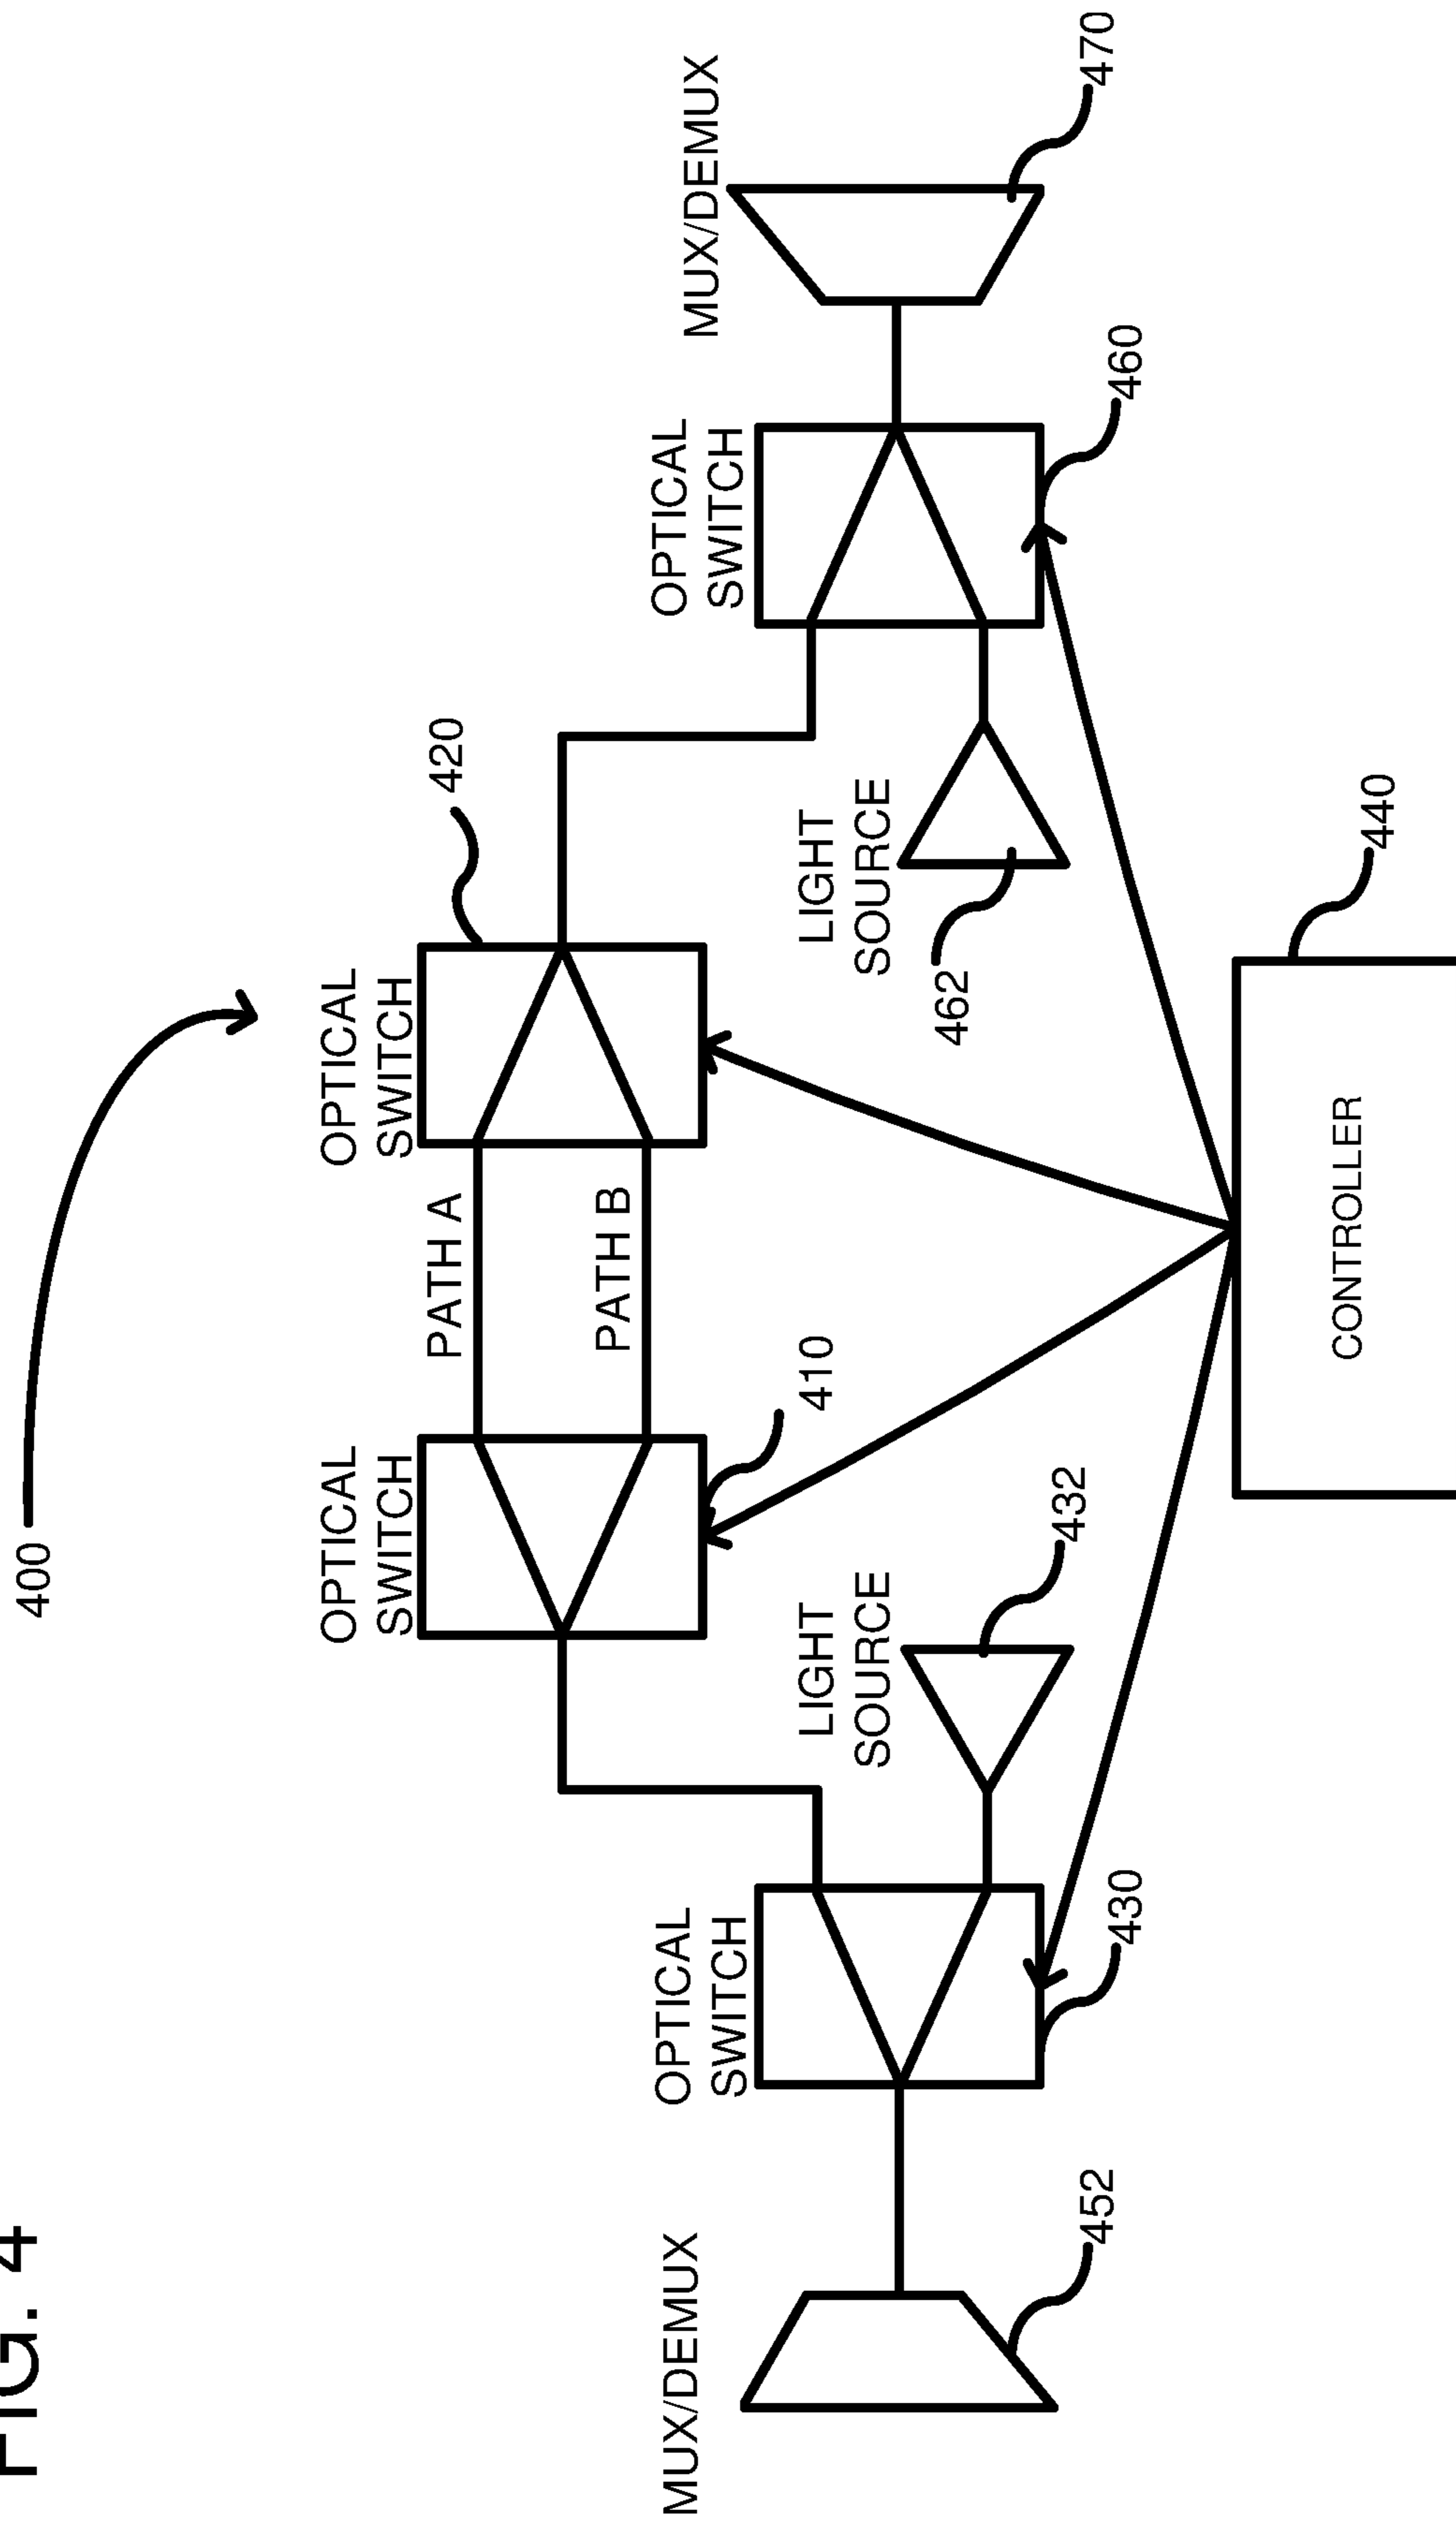 FIG. 4
400
OPTICAL
SWITCH
OPTICAL
SWITCH
420
PATH A
PATH B
410
MUX/DEMUX
OPTICAL
SWITCH
LIGHT
SOURCE
432
LIGHT
SOURCE
462
OPTICAL
SWITCH
MUX/DEMUX
452
430
460
470
440
CONTROLLER